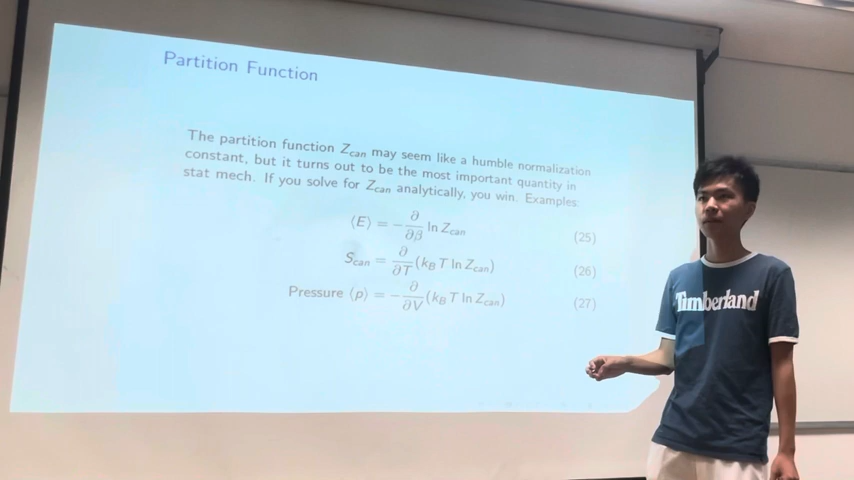 Partition Function
The partition function Z_can may seem like a humble normalization
constant, but it turns out to be the most important quantity in
stat mech. If you solve for Z_can analytically, you win. Examples:
⟨E⟩ = −∂/∂β ln Z_can (25)
S_can = ∂/∂T (k_B T ln Z_can) (26)
Pressure ⟨p⟩ = −∂/∂V (k_B T ln Z_can) (27)
Timberland